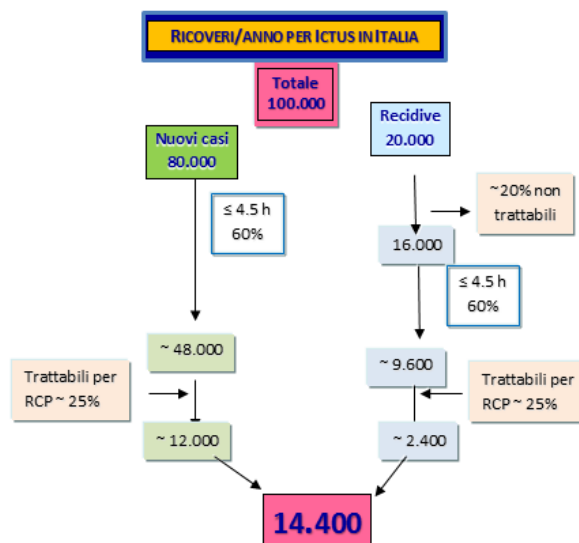 RICOVERI/ANNO PER ICTUS IN ITALIA
Totale
100.000
Nuovi casi
80.000
Recidive
20.000
≤ 4.5 h
60%
~20% non
trattabili
16.000
≤ 4.5 h
60%
~ 48.000
~ 9.600
Trattabili per
RCP ~ 25%
Trattabili per
RCP ~ 25%
~ 12.000
~ 2.400
14.400